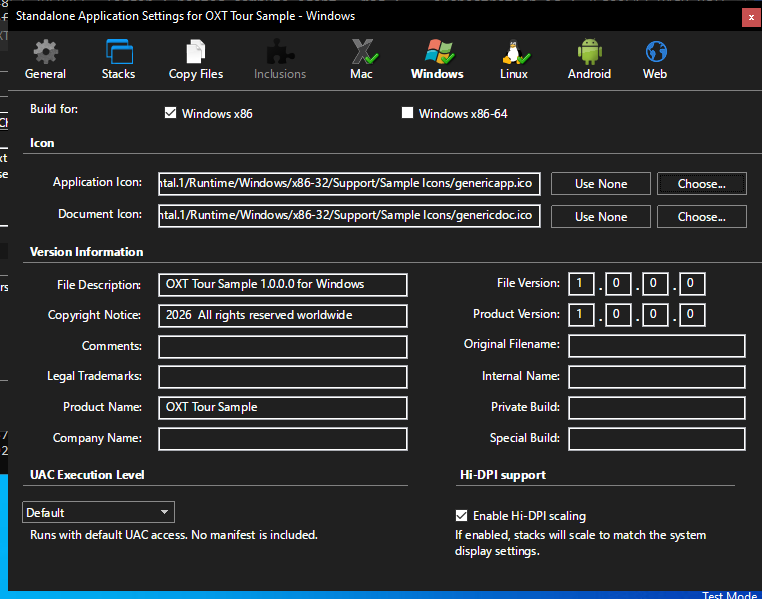 Standalone Application Settings for OXT Tour Sample - Windows
x
General Stacks Copy Files Inclusions Mac Windows Linux Android Web
Build for: Windows x86 Windows x86-64
Icon
Application Icon: ntal.1/Runtime/Windows/x86-32/Support/Sample Icons/genericapp.ico Use None Choose...
Document Icon: ntal.1/Runtime/Windows/x86-32/Support/Sample Icons/genericdoc.ico Use None Choose...
Version Information
File Description: OXT Tour Sample 1.0.0.0 for Windows File Version: 1 . 0 . 0 . 0
Copyright Notice: 2026 All rights reserved worldwide Product Version: 1 . 0 . 0 . 0
Comments: Original Filename:
Legal Trademarks: Internal Name:
Product Name: OXT Tour Sample Private Build:
Company Name: Special Build:
UAC Execution Level Hi-DPI support
Default Enable Hi-DPI scaling
Runs with default UAC access. No manifest is included. If enabled, stacks will scale to match the system
display settings.
Test Mode